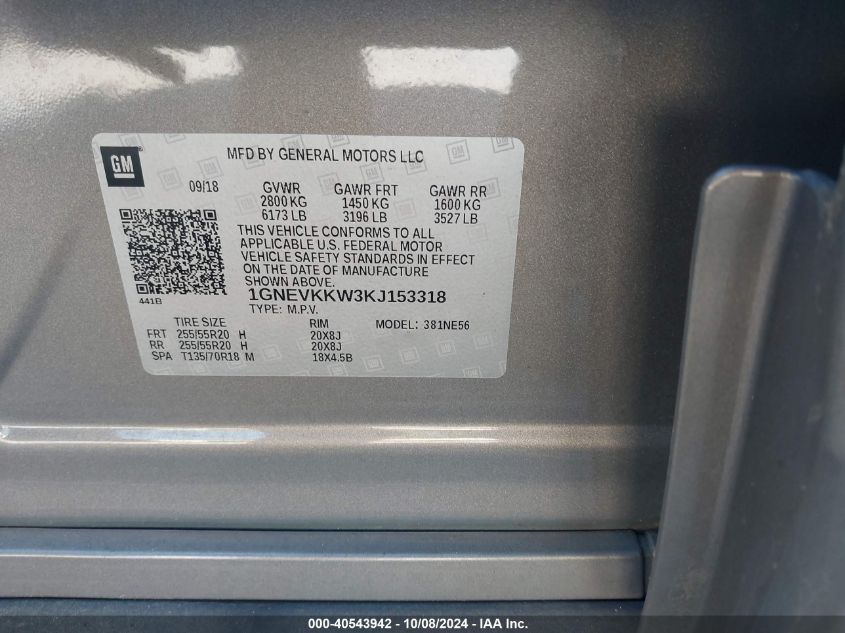 GM
MFD BY GENERAL MOTORS LLC
09/18 GVWR GAWR FRT GAWR RR
2800 KG 1450 KG 1600 KG
6173 LB 3196 LB 3527 LB
THIS VEHICLE CONFORMS TO ALL
APPLICABLE U.S. FEDERAL MOTOR
VEHICLE SAFETY STANDARDS IN EFFECT
ON THE DATE OF MANUFACTURE
SHOWN ABOVE.
441B
1GNEVKKW3KJ153318
TYPE: M.P.V.
TIRE SIZE RIM MODEL: 381NE56
FRT 255/55R20 H 20X8J
RR 255/55R20 H 20X8J
SPA T135/70R18 M 18X4.5B
000-40543942 - 10/08/2024 - IAA Inc.